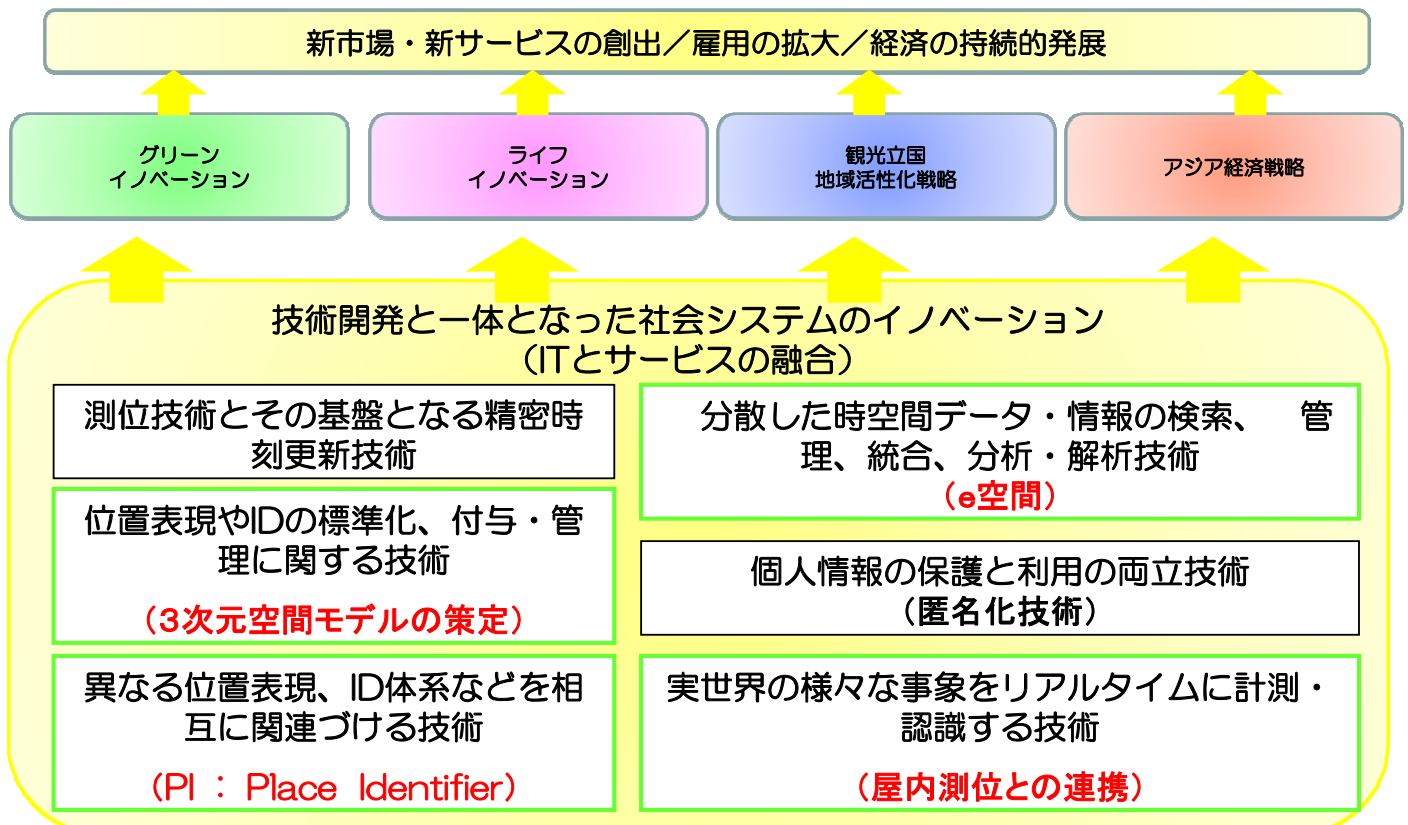 新市場・新サービスの創出／雇用の拡大／経済の持続的発展
グリーン
イノベーション
ライフ
イノベーション
観光立国
地域活性化戦略
アジア経済戦略
技術開発と一体となった社会システムのイノベーション
（ITとサービスの融合）
測位技術とその基盤となる精密時
刻更新技術
位置表現やIDの標準化、付与・管
理に関する技術
（３次元空間モデルの策定）
異なる位置表現、ID体系などを相
互に関連づける技術
（PI ： Place Identifier）
分散した時空間データ・情報の検索、　管
理、統合、分析・解析技術
（e空間）
個人情報の保護と利用の両立技術
（匿名化技術）
実世界の様々な事象をリアルタイムに計測・
認識する技術
（屋内測位との連携）